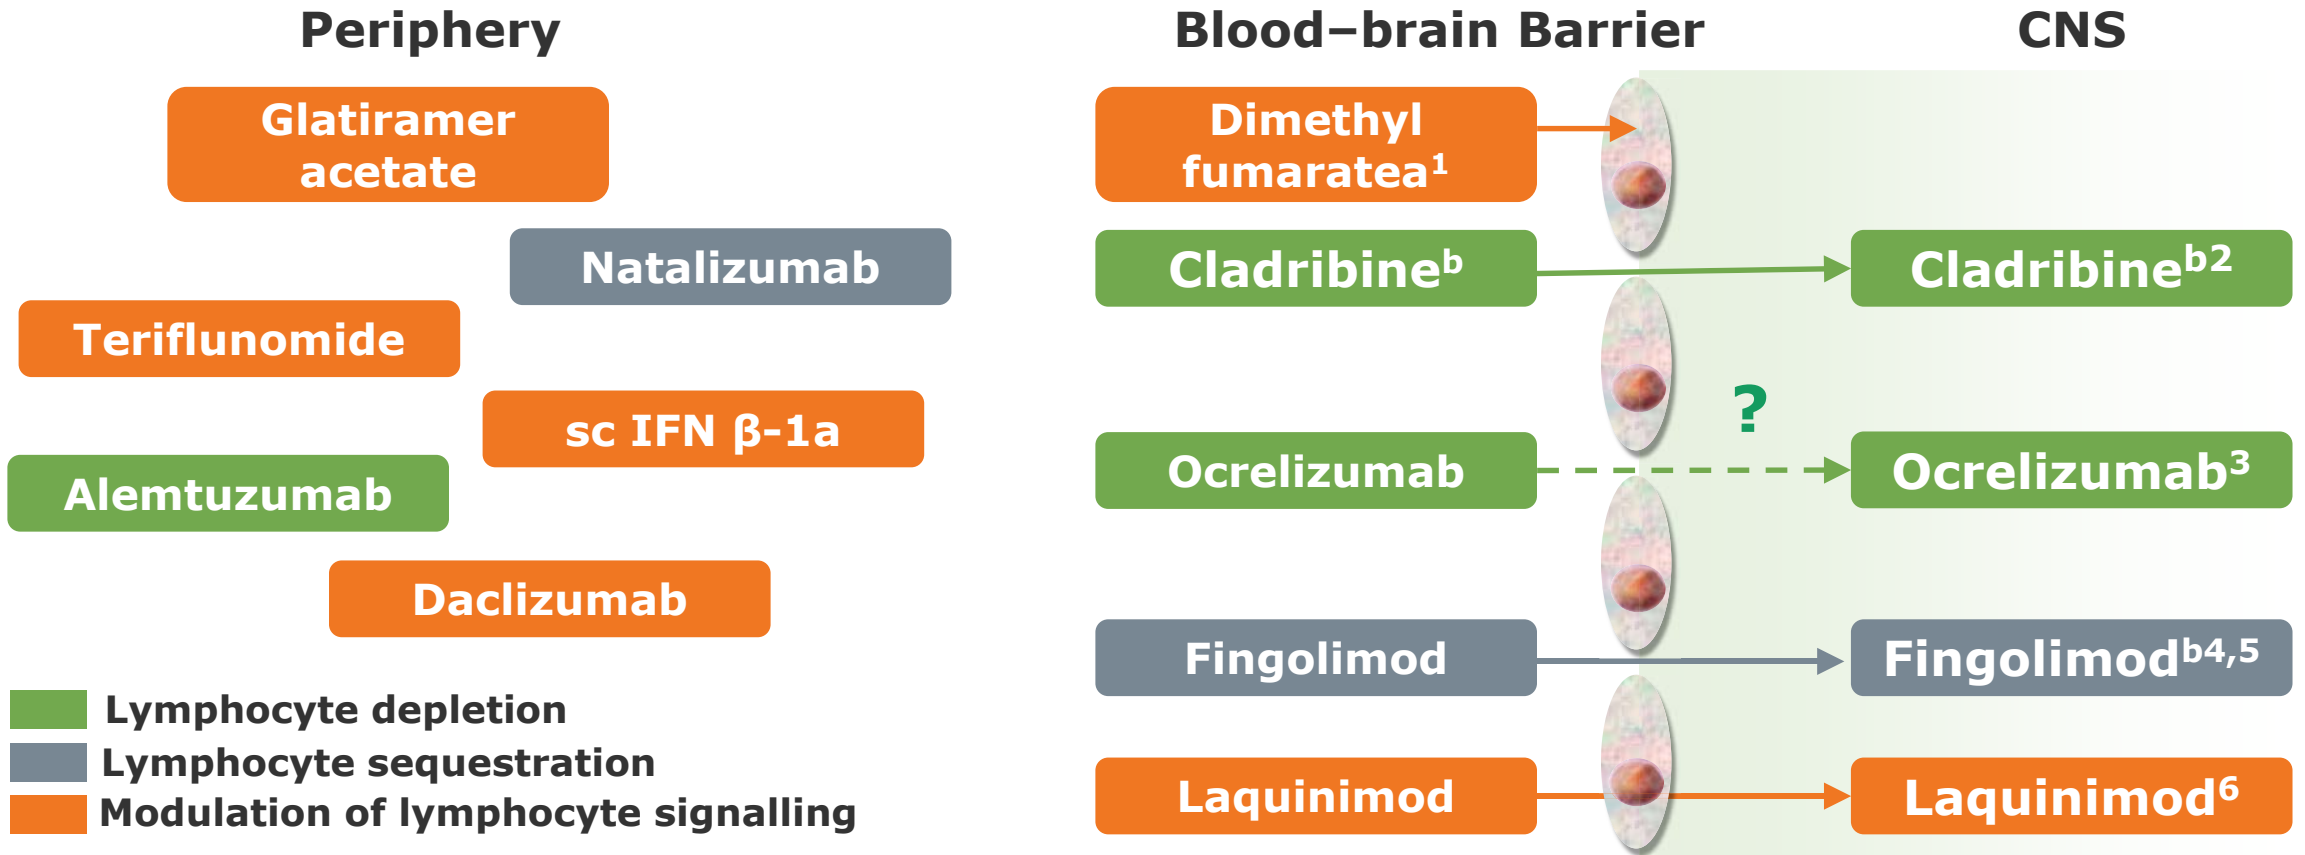 Periphery
Blood–brain Barrier
CNS
Glatiramer
acetate
Natalizumab
Teriflunomide
sc IFN β-1a
Alemtuzumab
Daclizumab
Lymphocyte depletion
Lymphocyte sequestration
Modulation of lymphocyte signalling
Dimethyl
fumaratea¹
Cladribineᵇ
Cladribineᵇ²
?
Ocrelizumab
Ocrelizumab³
Fingolimod
Fingolimodᵇ⁴,⁵
Laquinimod
Laquinimod⁶